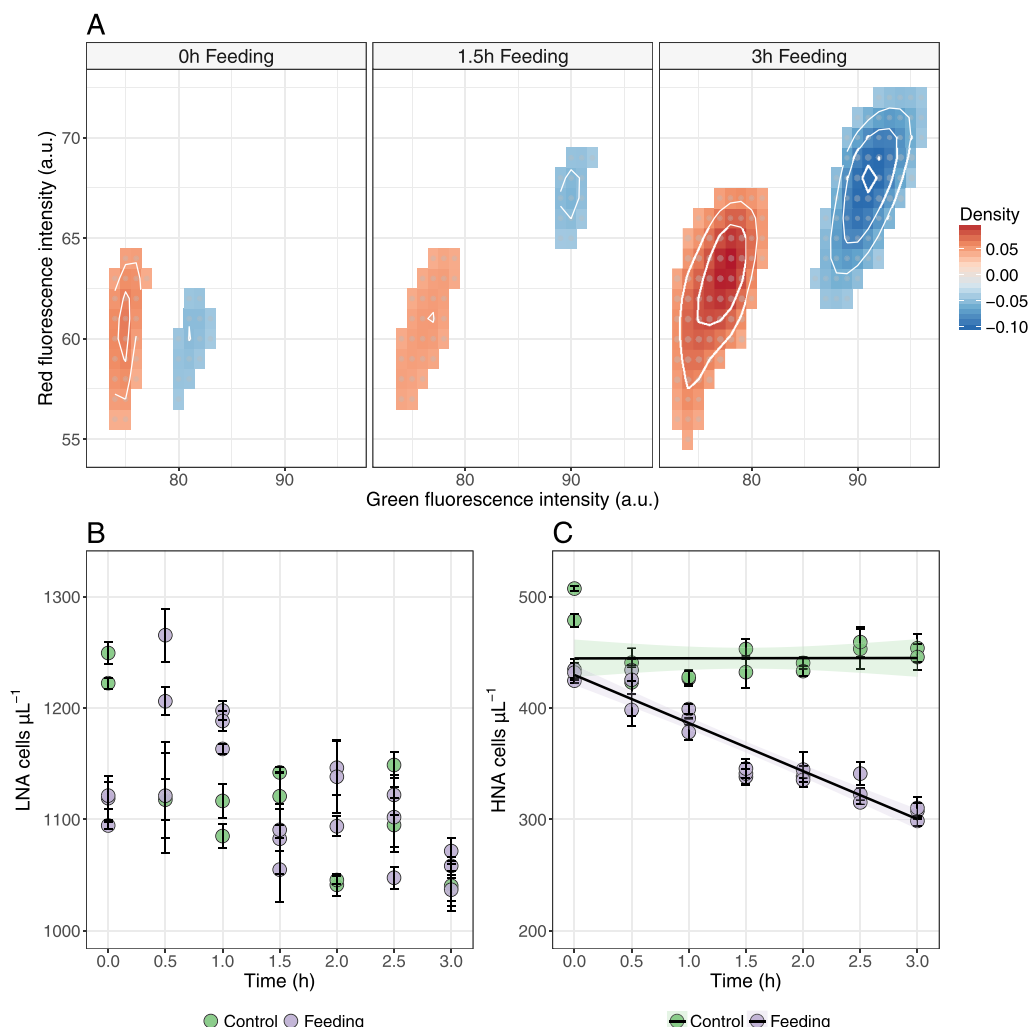 A
0h Feeding 1.5h Feeding 3h Feeding
Red fluorescence intensity (a.u.)
70
65
60
55
80 90 80 90 80 90
Green fluorescence intensity (a.u.)
Density
0.05
0.00
−0.05
−0.10
B
LNA cells µL⁻¹
1300
1200
1100
1000
0.0 0.5 1.0 1.5 2.0 2.5 3.0
Time (h)
Control Feeding
C
HNA cells µL⁻¹
500
400
300
200
0.0 0.5 1.0 1.5 2.0 2.5 3.0
Time (h)
Control Feeding